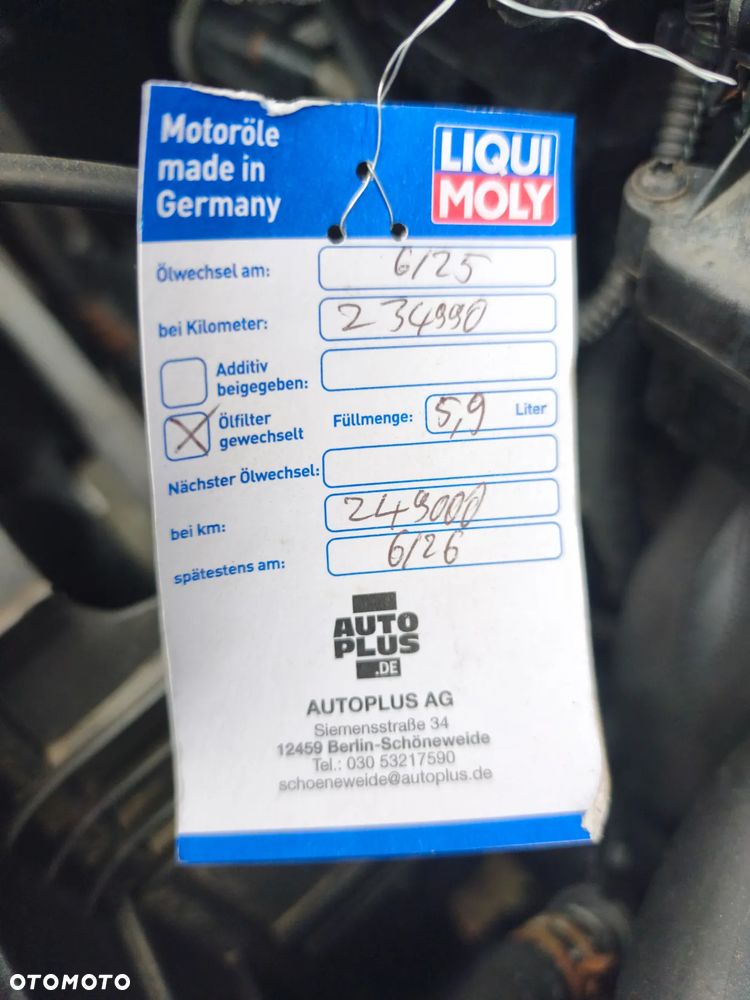 Motoröle
made in
Germany
LIQUI
MOLY
Ölwechsel am: 6/25
bei Kilometer: 234990
Additiv
beigegeben:
Ölfilter
gewechselt
Füllmenge: 5,9 Liter
Nächster Ölwechsel:
bei km: 249000
spätestens am: 6/26
AUTO
PLUS
.DE
AUTOPLUS AG
Siemensstraße 34
12459 Berlin-Schöneweide
Tel.: 030 53217590
schoeneweide@autoplus.de
OTOMOTO